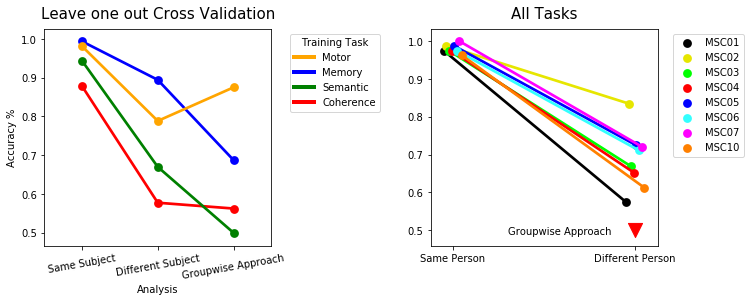 Leave one out Cross Validation
1.0
0.9
0.8
0.7
0.6
0.5
Accuracy %
Same Subject
Different Subject
Groupwise Approach
Analysis
Training Task
Motor
Memory
Semantic
Coherence
All Tasks
1.0
0.9
0.8
0.7
0.6
0.5
Groupwise Approach
Same Person
Different Person
MSC01
MSC02
MSC03
MSC04
MSC05
MSC06
MSC07
MSC10